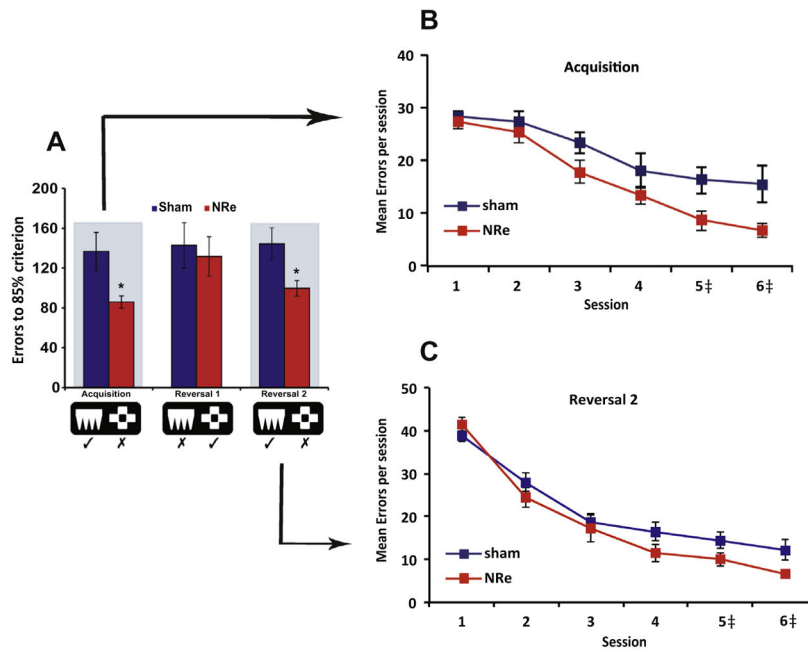 A
Sham NRe
Errors to 85% criterion
200
160
120
80
40
0
*
*
Acquisition Reversal 1 Reversal 2
✓ ✗ ✗ ✓ ✓ ✗
B
Acquisition
Mean Errors per session
40
30
20
10
0
sham
NRe
1 2 3 4 5‡ 6‡
Session
C
Reversal 2
Mean Errors per session
50
40
30
20
10
0
sham
NRe
1 2 3 4 5‡ 6‡
Session